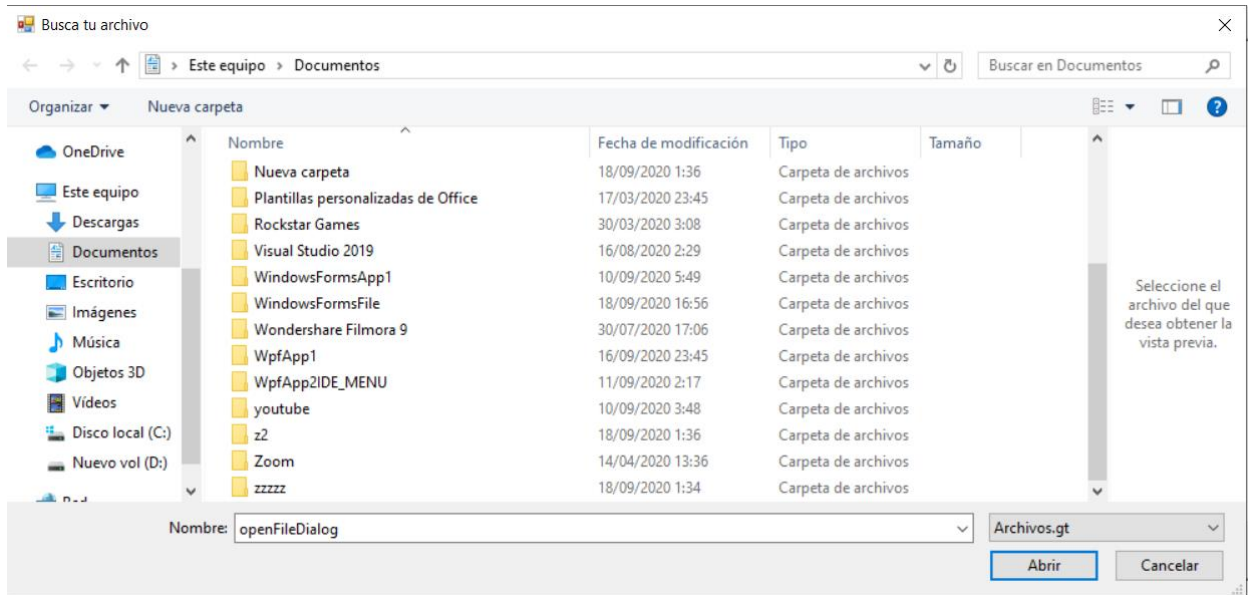 Busca tu archivo
Este equipo > Documentos
Buscar en Documentos
Organizar
Nueva carpeta
OneDrive
Este equipo
Descargas
Documentos
Escritorio
Imágenes
Música
Objetos 3D
Vídeos
Disco local (C:)
Nuevo vol (D:)
Nombre Fecha de modificación Tipo Tamaño
Nueva carpeta 18/09/2020 1:36 Carpeta de archivos
Plantillas personalizadas de Office 17/03/2020 23:45 Carpeta de archivos
Rockstar Games 30/03/2020 3:08 Carpeta de archivos
Visual Studio 2019 16/08/2020 2:29 Carpeta de archivos
WindowsFormsApp1 10/09/2020 5:49 Carpeta de archivos
WindowsFormsFile 18/09/2020 16:56 Carpeta de archivos
Wondershare Filmora 9 30/07/2020 17:06 Carpeta de archivos
WpfApp1 16/09/2020 23:45 Carpeta de archivos
WpfApp2IDE_MENU 11/09/2020 2:17 Carpeta de archivos
youtube 10/09/2020 3:48 Carpeta de archivos
z2 18/09/2020 1:36 Carpeta de archivos
Zoom 14/04/2020 13:36 Carpeta de archivos
zzzzz 18/09/2020 1:34 Carpeta de archivos
Seleccione el
archivo del que
desea obtener la
vista previa.
Nombre: openFileDialog
Archivos.gt
Abrir
Cancelar